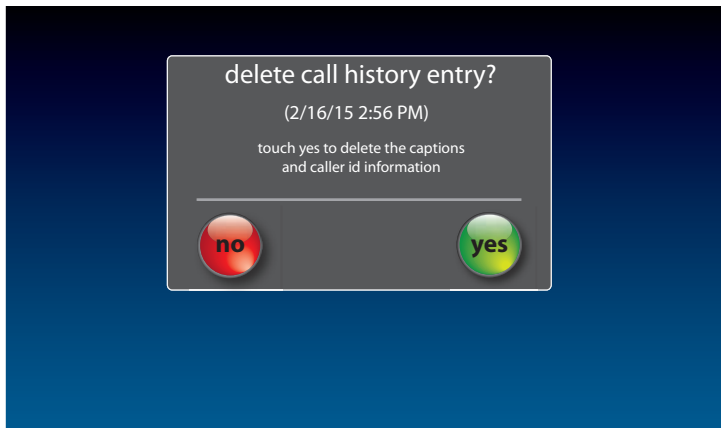 delete call history entry?
(2/16/15 2:56 PM)
touch yes to delete the captions
and caller id information
no
yes